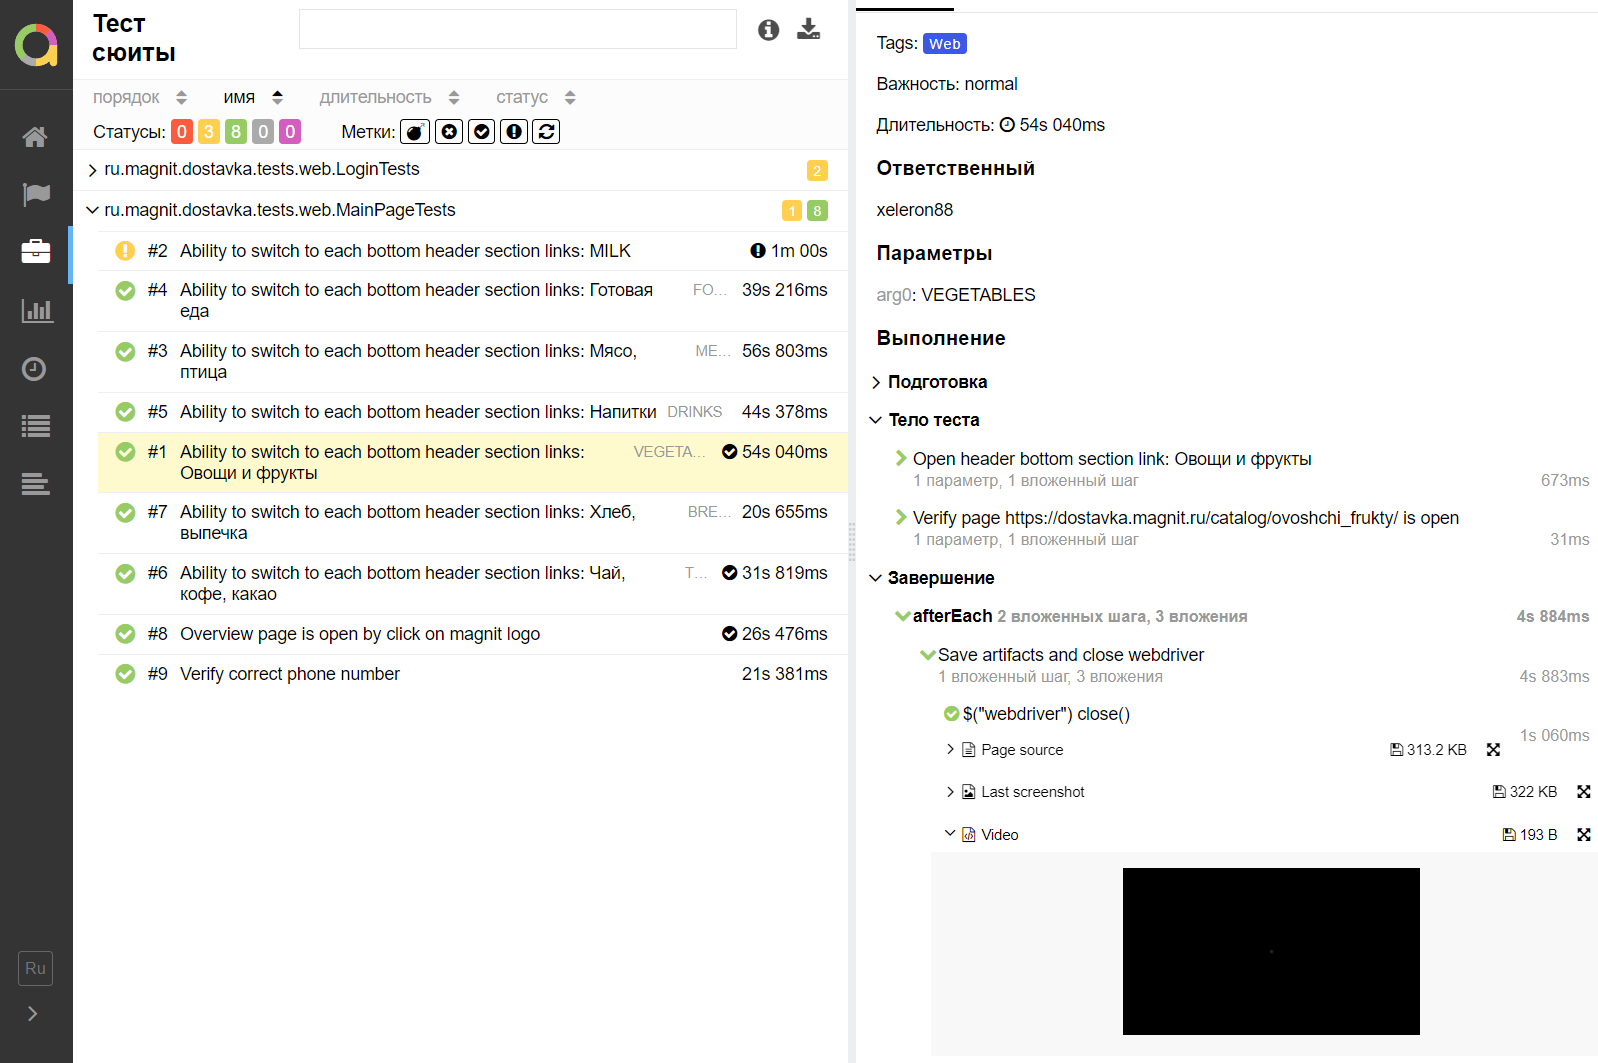 Тест
сюиты
порядок имя длительность статус
Статусы: 0 3 8 0 0 Метки:
ru.magnit.dostavka.tests.web.LoginTests 2
ru.magnit.dostavka.tests.web.MainPageTests 1 8
#2 Ability to switch to each bottom header section links: MILK 1m 00s
#4 Ability to switch to each bottom header section links: Готовая FO... 39s 216ms
еда
#3 Ability to switch to each bottom header section links: Мясо, ME... 56s 803ms
птица
#5 Ability to switch to each bottom header section links: Напитки DRINKS 44s 378ms
#1 Ability to switch to each bottom header section links: VEGETA... 54s 040ms
Овощи и фрукты
#7 Ability to switch to each bottom header section links: Хлеб, BRE... 20s 655ms
выпечка
#6 Ability to switch to each bottom header section links: Чай, T... 31s 819ms
кофе, какао
#8 Overview page is open by click on magnit logo 26s 476ms
#9 Verify correct phone number 21s 381ms
Ru
Tags: Web
Важность: normal
Длительность: 54s 040ms
Ответственный
xeleron88
Параметры
arg0: VEGETABLES
Выполнение
Подготовка
Тело теста
Open header bottom section link: Овощи и фрукты
1 параметр, 1 вложенный шаг 673ms
Verify page https://dostavka.magnit.ru/catalog/ovoshchi_frukty/ is open
1 параметр, 1 вложенный шаг 31ms
Завершение
afterEach 2 вложенных шага, 3 вложения 4s 884ms
Save artifacts and close webdriver
1 вложенный шаг, 3 вложения 4s 883ms
$("webdriver") close()
1s 060ms
Page source 313.2 KB
Last screenshot 322 KB
Video 193 B